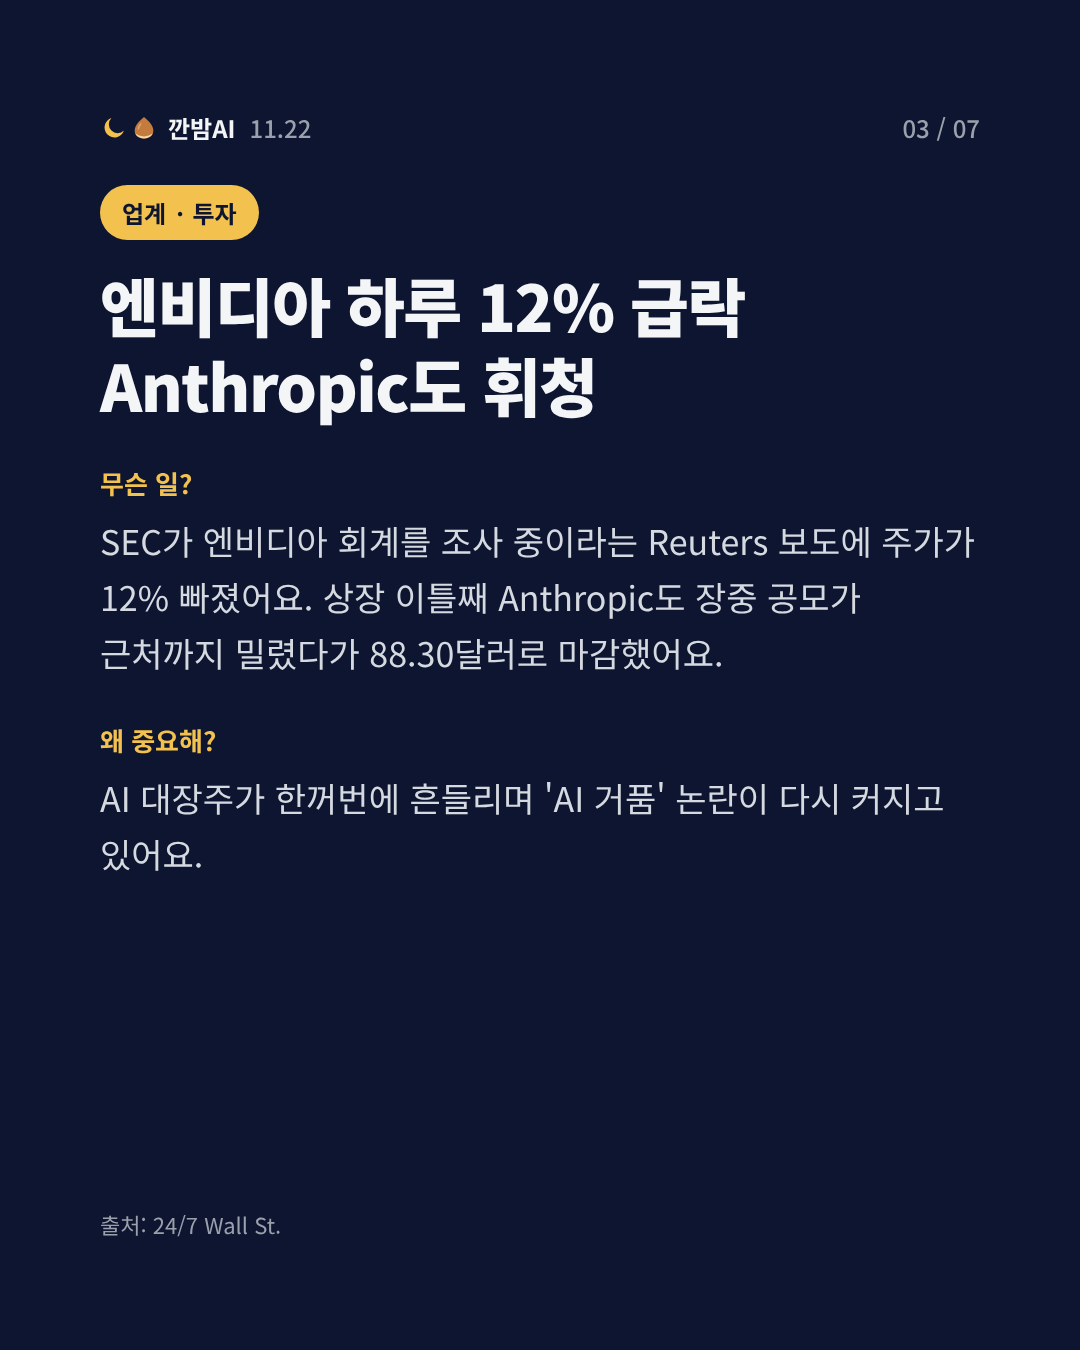 깐밤AI 11.22
03 / 07
업계 · 투자
엔비디아 하루 12% 급락
Anthropic도 휘청
무슨 일?
SEC가 엔비디아 회계를 조사 중이라는 Reuters 보도에 주가가
12% 빠졌어요. 상장 이틀째 Anthropic도 장중 공모가
근처까지 밀렸다가 88.30달러로 마감했어요.
왜 중요해?
AI 대장주가 한꺼번에 흔들리며 'AI 거품' 논란이 다시 커지고
있어요.
출처: 24/7 Wall St.